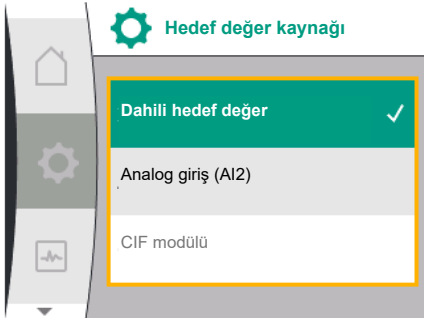 Hedef değer kaynağı
Dahili hedef değer
Analog giriş (AI2)
CIF modülü